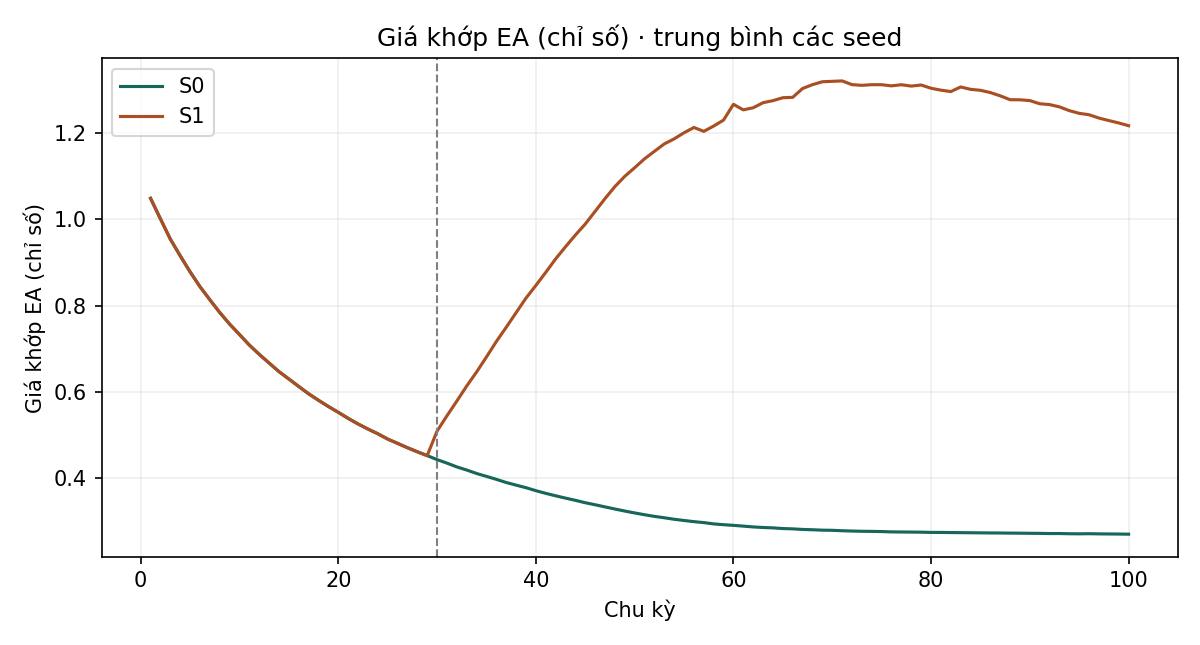 Giá khớp EA (chỉ số) · trung bình các seed
S0
S1
Giá khớp EA (chỉ số)
1.2
1.0
0.8
0.6
0.4
0 20 40 60 80 100
Chu kỳ